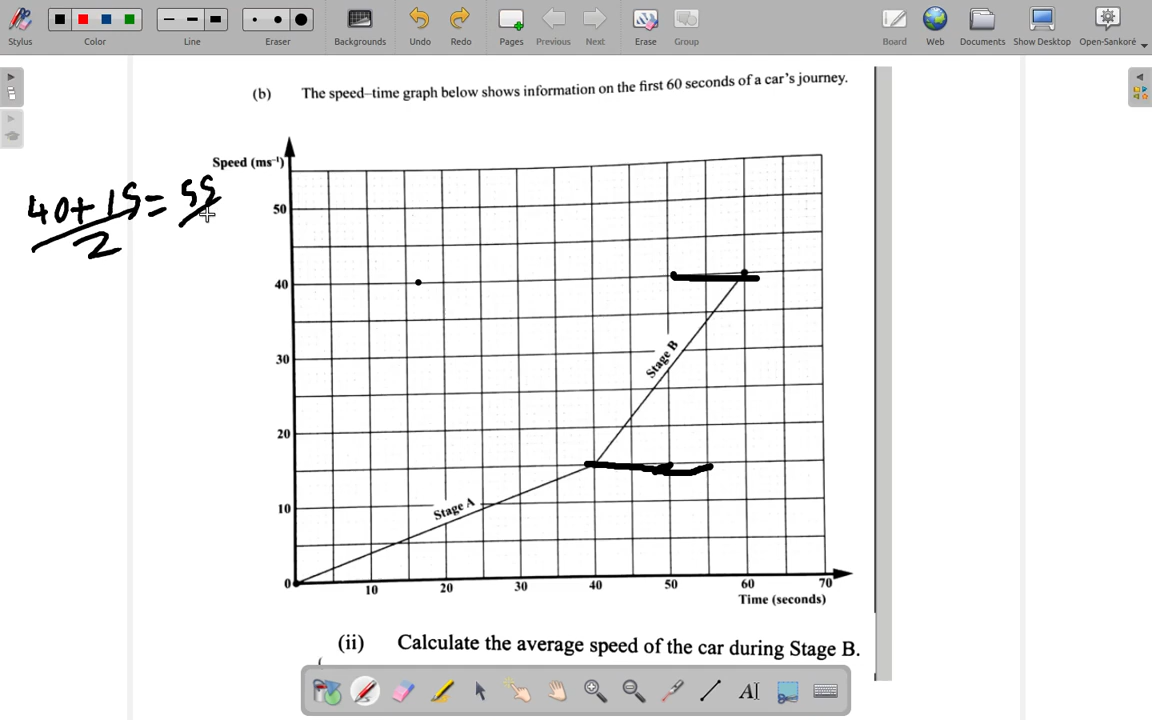 Stylus Color Line Eraser Backgrounds Undo Redo Pages Previous Next Erase Group Board Web Documents Show Desktop Open-Sankoré
(b) The speed–time graph below shows information on the first 60 seconds of a car's journey.
Speed (ms⁻¹)
40+15 = 55
2
50
40
30
20
10
0
Stage B
Stage A
10 20 30 40 50 60 70
Time (seconds)
(ii) Calculate the average speed of the car during Stage B.